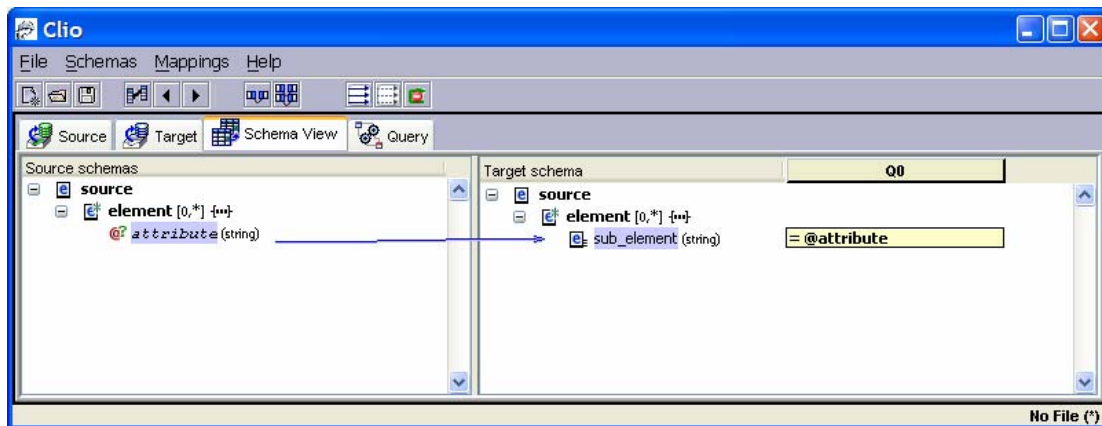 Clio
File Schemas Mappings Help
Source Target Schema View Query
Source schemas
source
element [0,*] {...}
@? attribute (string)
Target schema Q0
source
element [0,*] {...}
sub_element (string) = @attribute
No File (*)